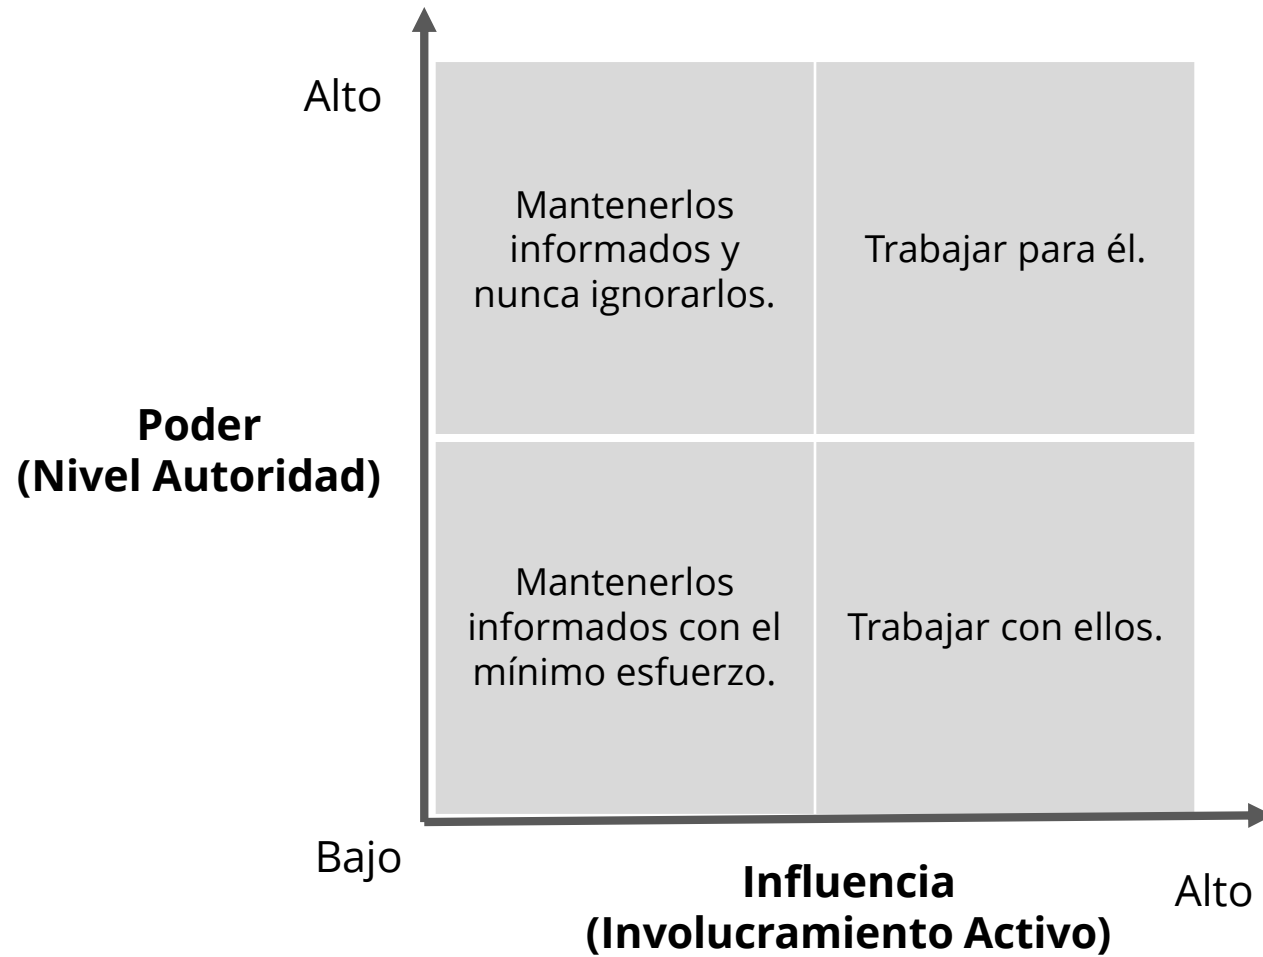 Alto
Mantenerlos
informados y
nunca ignorarlos.
Trabajar para él.
Poder
(Nivel Autoridad)
Mantenerlos
informados con el
mínimo esfuerzo.
Trabajar con ellos.
Bajo
Influencia
(Involucramiento Activo)
Alto